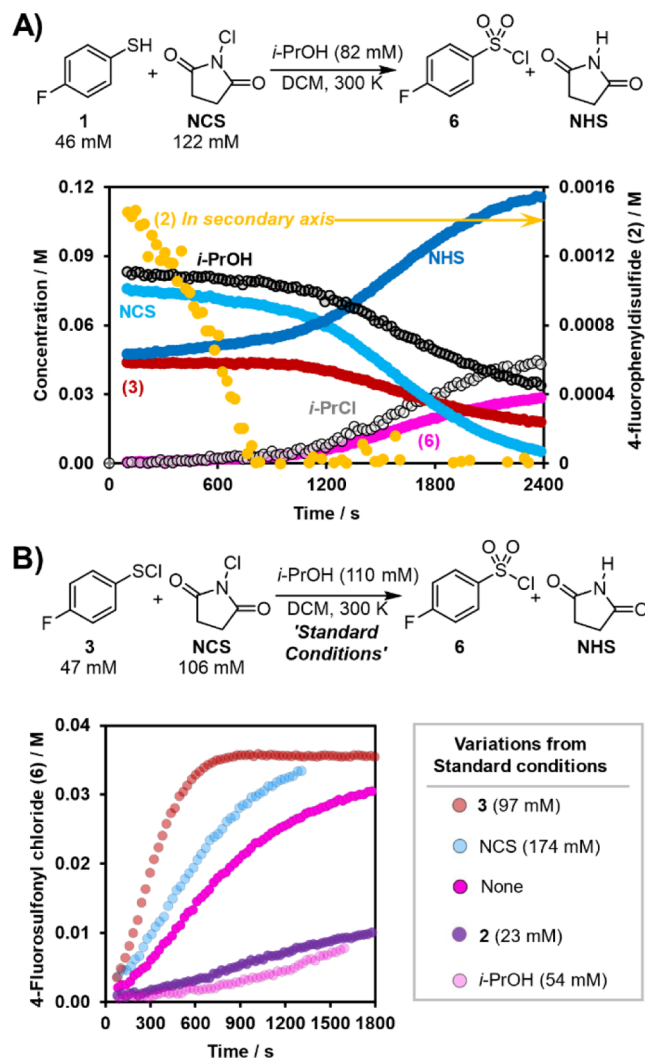 A)
SH
F
1
46 mM
+
Cl
N
O
O
NCS
122 mM
i-PrOH (82 mM)
DCM, 300 K
O
O
S
Cl
F
6
+
H
N
O
O
NHS
0.12
0.09
0.06
0.03
0.00
Concentration / M
(2) In secondary axis
i-PrOH
NHS
NCS
(3)
i-PrCl
(6)
0.0016
0.0012
0.0008
0.0004
0
4-fluorophenyldisulfide (2) / M
0
600
1200
1800
2400
Time / s
B)
SCl
F
3
47 mM
+
Cl
N
O
O
NCS
106 mM
i-PrOH (110 mM)
DCM, 300 K
'Standard
Conditions'
O
O
S
Cl
F
6
+
H
N
O
O
NHS
0.04
0.03
0.02
0.01
0.00
4-Fluorosulfonyl chloride (6) / M
0
300
600
900
1200
1500
1800
Time / s
Variations from
Standard conditions
3 (97 mM)
NCS (174 mM)
None
2 (23 mM)
i-PrOH (54 mM)